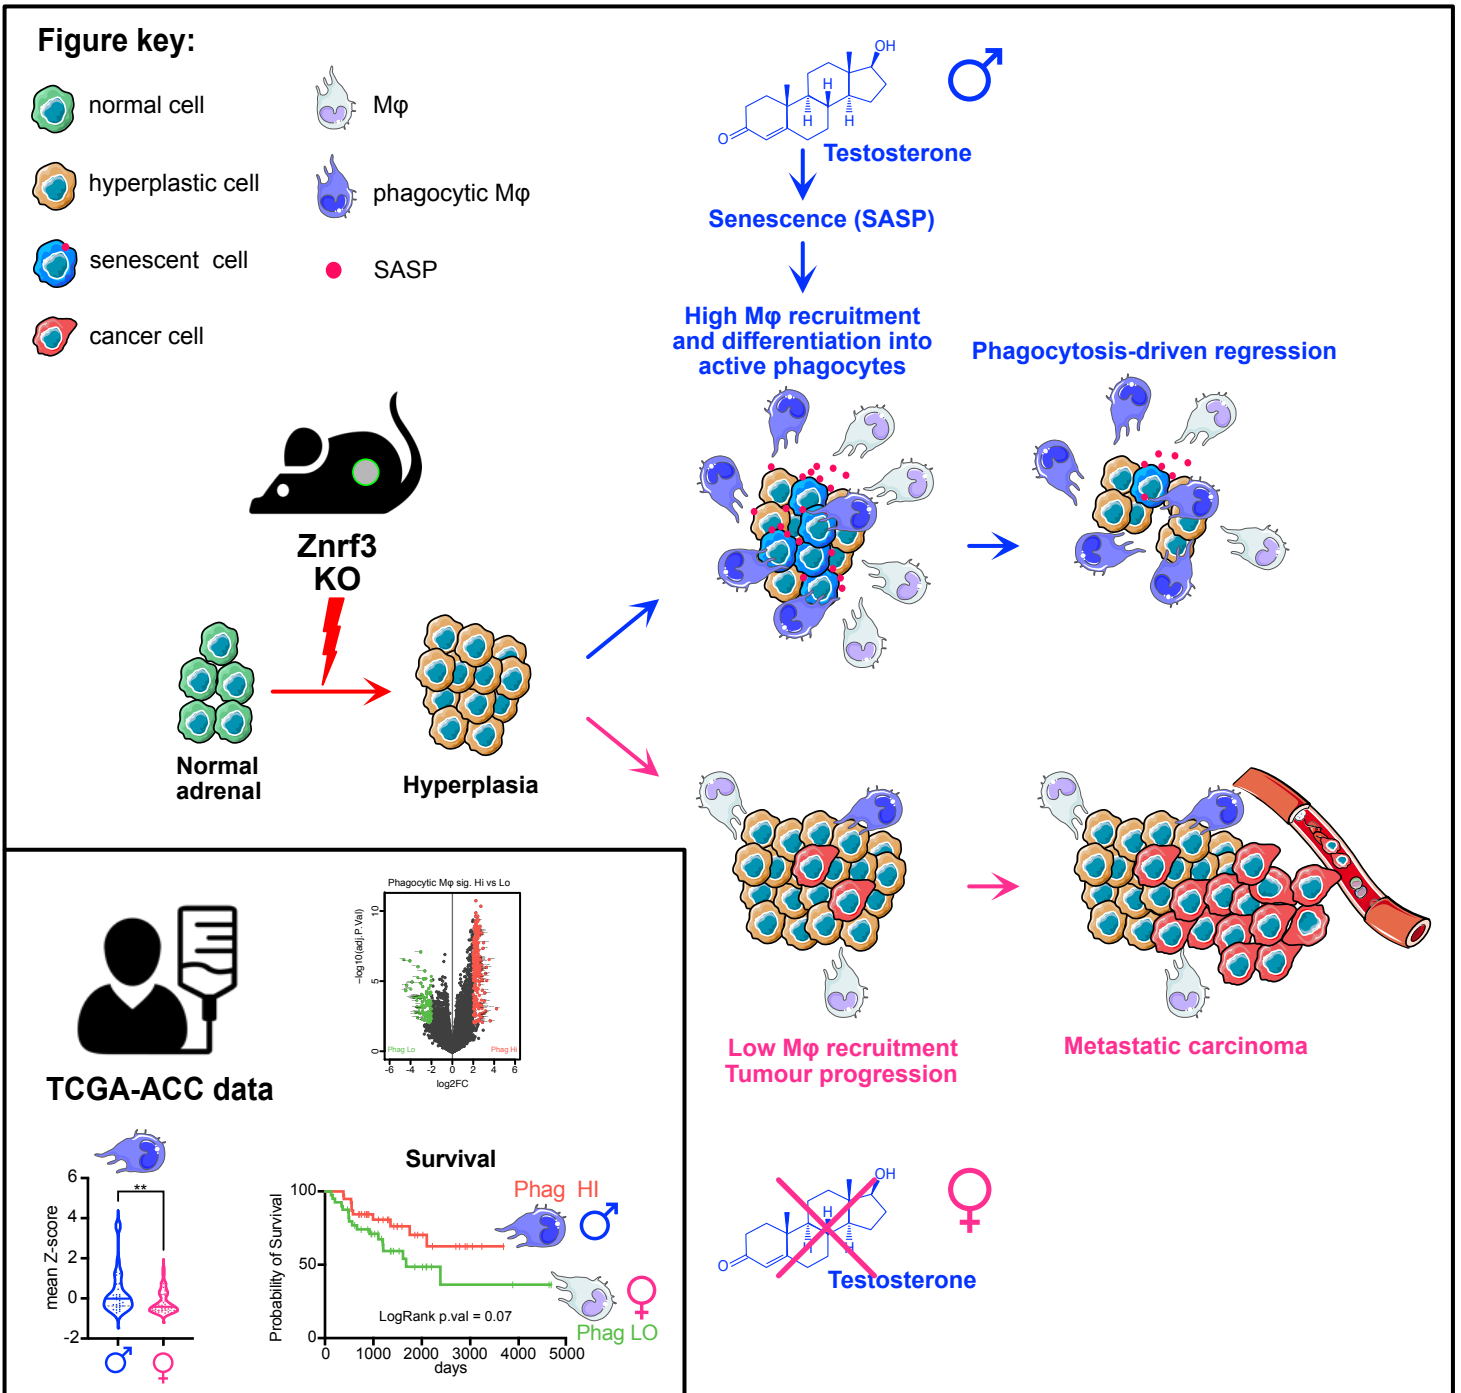 Figure key:
normal cell
hyperplastic cell
senescent cell
cancer cell
Mφ
phagocytic Mφ
SASP
OH
H
H
H
O
Testosterone
Senescence (SASP)
High Mφ recruitment
and differentiation into
active phagocytes
Phagocytosis-driven regression
Znrf3
KO
Normal
adrenal
Hyperplasia
Low Mφ recruitment
Tumour progression
Metastatic carcinoma
OH
H
H
H
O
Testosterone
TCGA-ACC data
Phagocytic Mφ sig. Hi vs Lo
−log10(adj.P.Val)
10
5
0
Phag Lo
Phag Hi
-6 -4 -2 0 2 4 6
log2FC
mean Z-score
6
4
2
0
-2
**
Survival
Probability of Survival
100
50
0
Phag HI
Phag LO
LogRank p.val = 0.07
0 1000 2000 3000 4000 5000
days